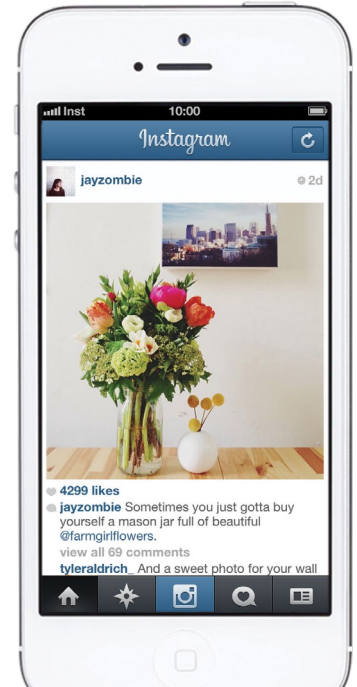 Inst 10:00
Instagram
jayzombie 2d
4299 likes
jayzombie Sometimes you just gotta buy
yourself a mason jar full of beautiful
@farmgirlflowers.
view all 69 comments
tyleraldrich_ And a sweet photo for your wall